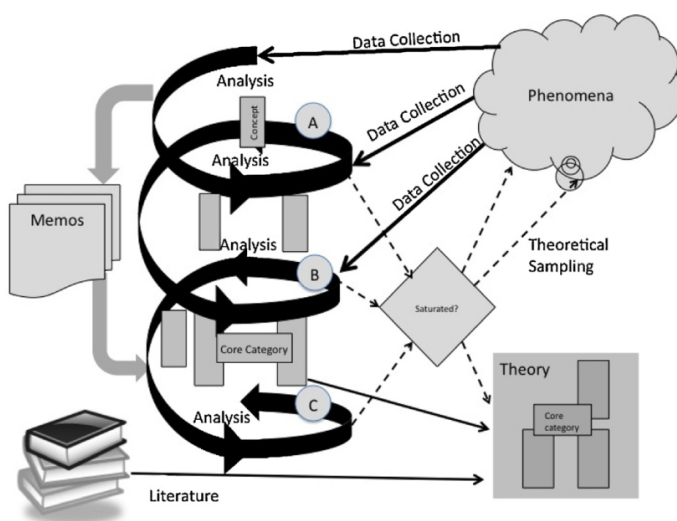 Data Collection
Analysis
Phenomena
Concept
A
Data Collection
Analysis
Data Collection
Memos
Analysis
B
Theoretical
Sampling
Saturated?
Core Category
Theory
C
Analysis
Core
category
Literature